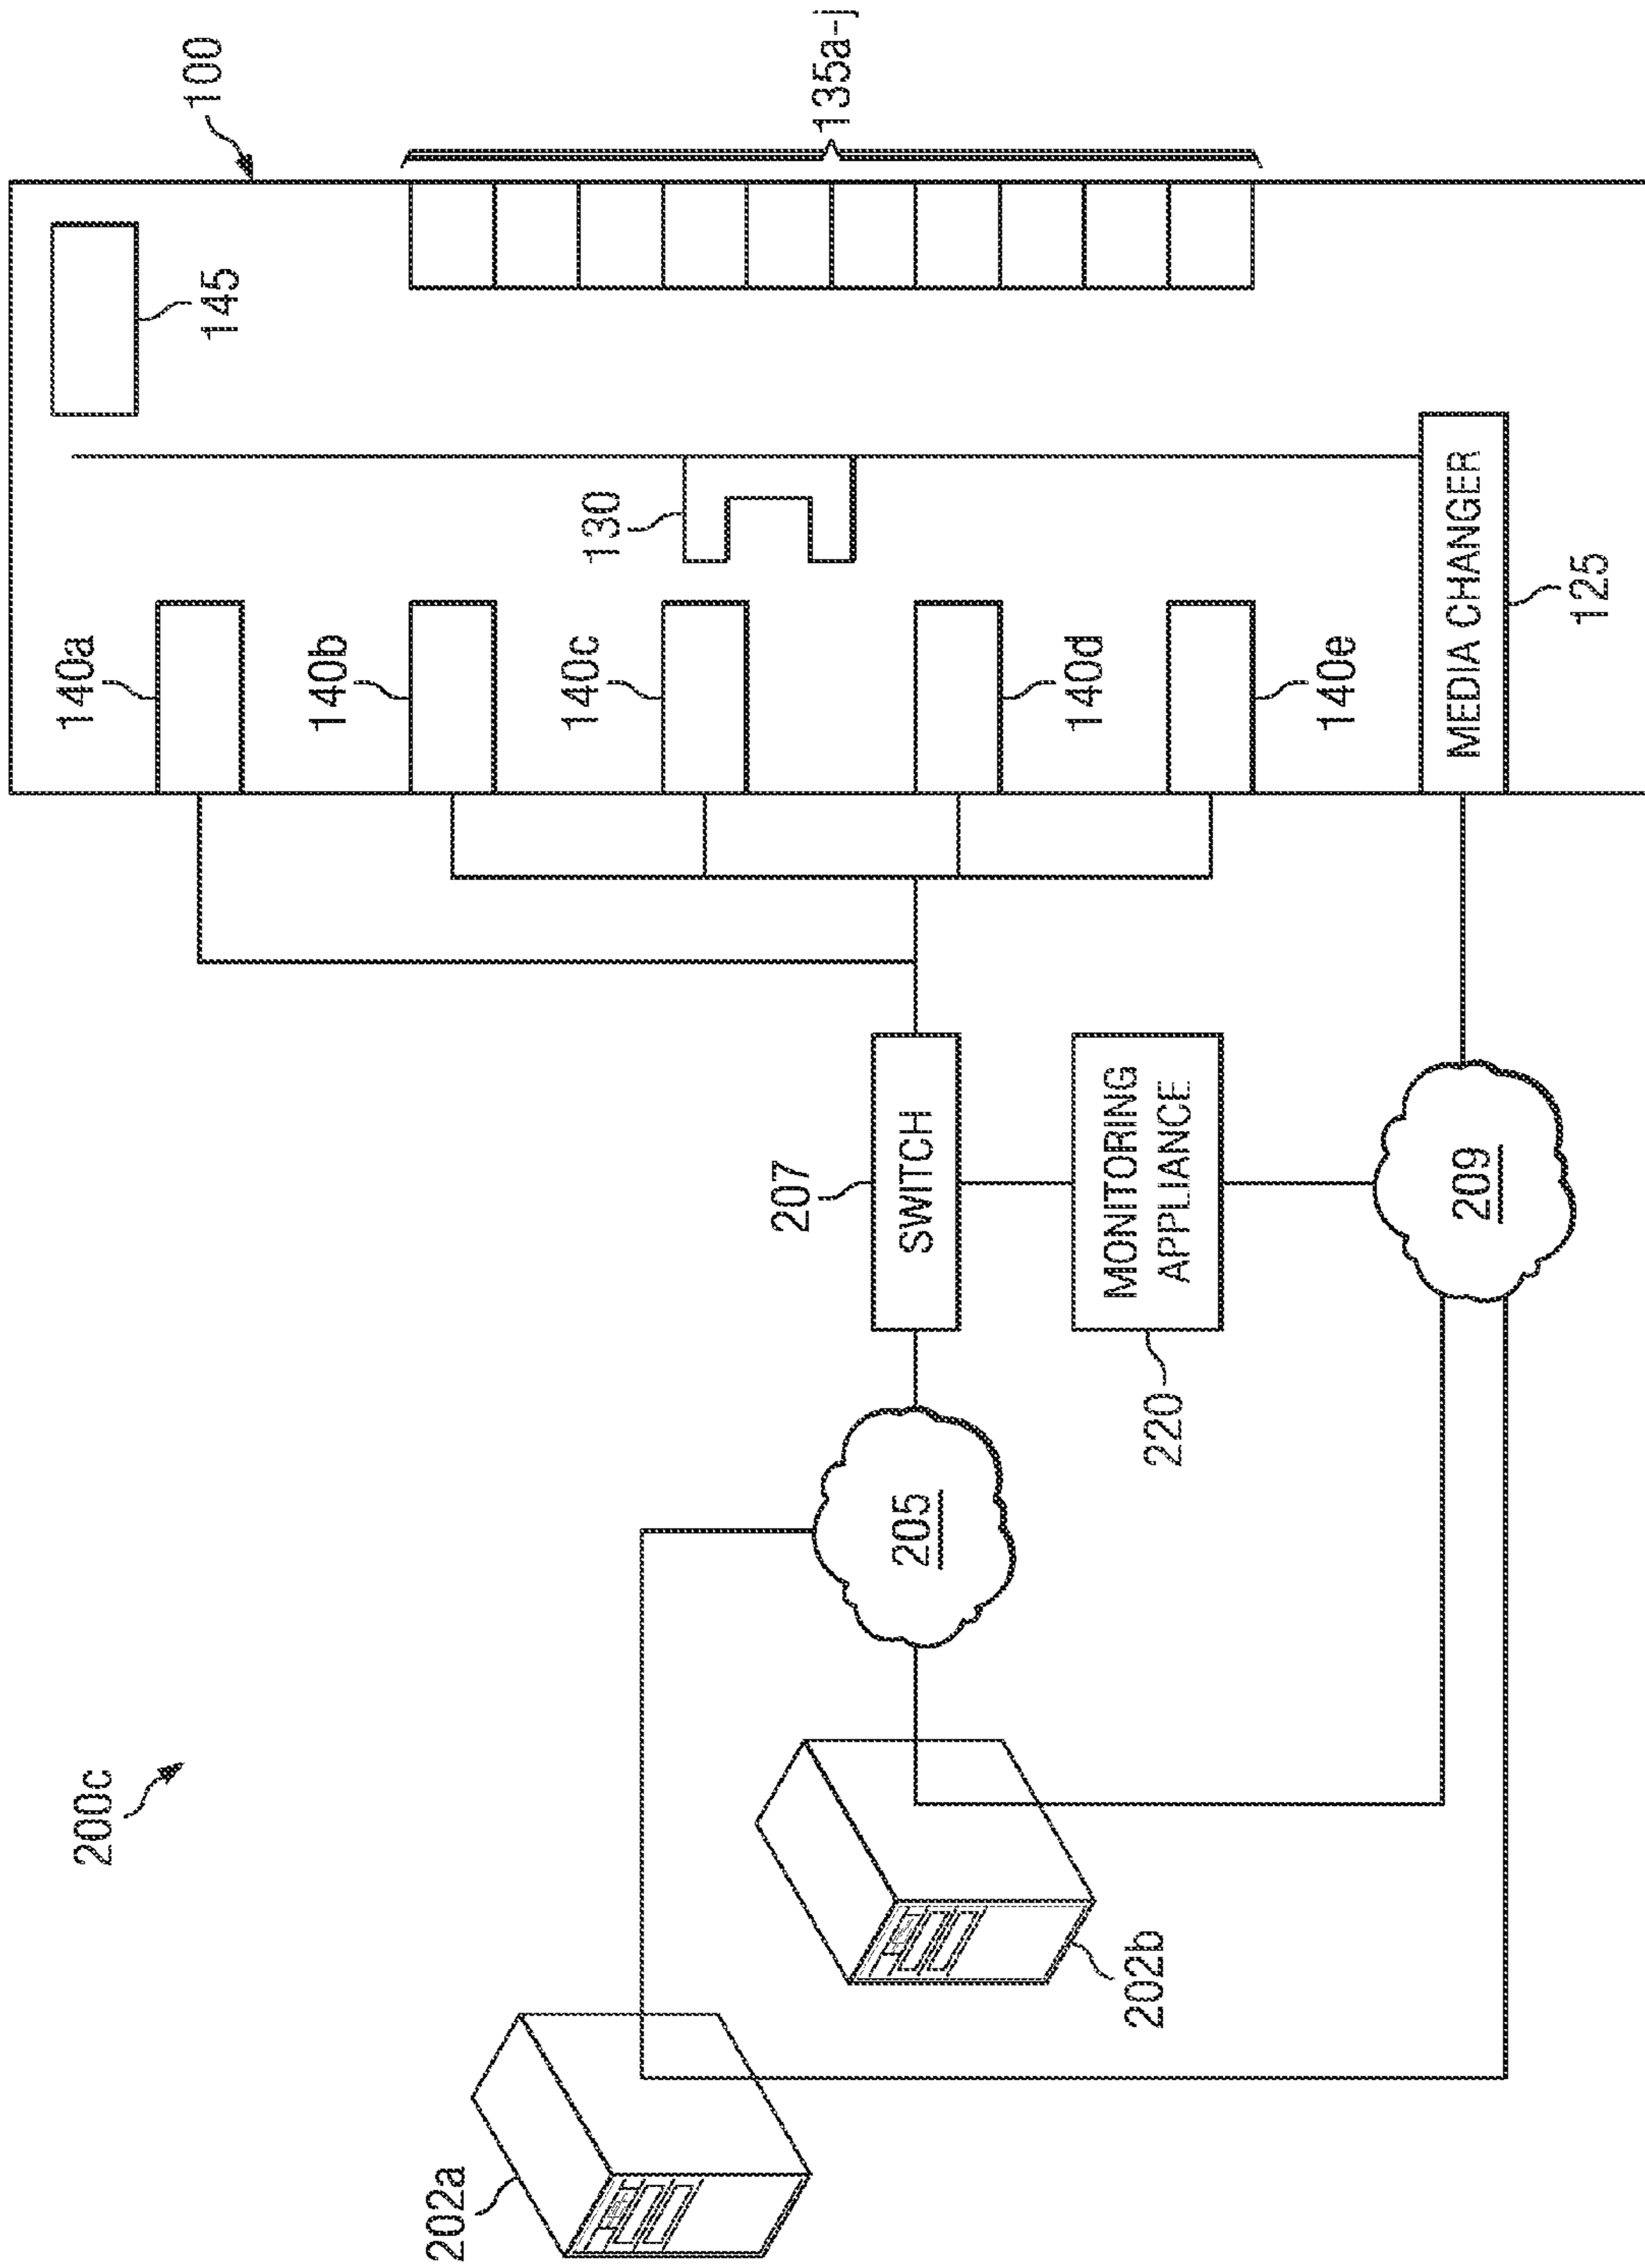 200c
202a
202b
205
207
SWITCH
220
MONITORING
APPLIANCE
209
100
140a
140b
140c
140d
140e
130
145
135a-j
MEDIA CHANGER
125